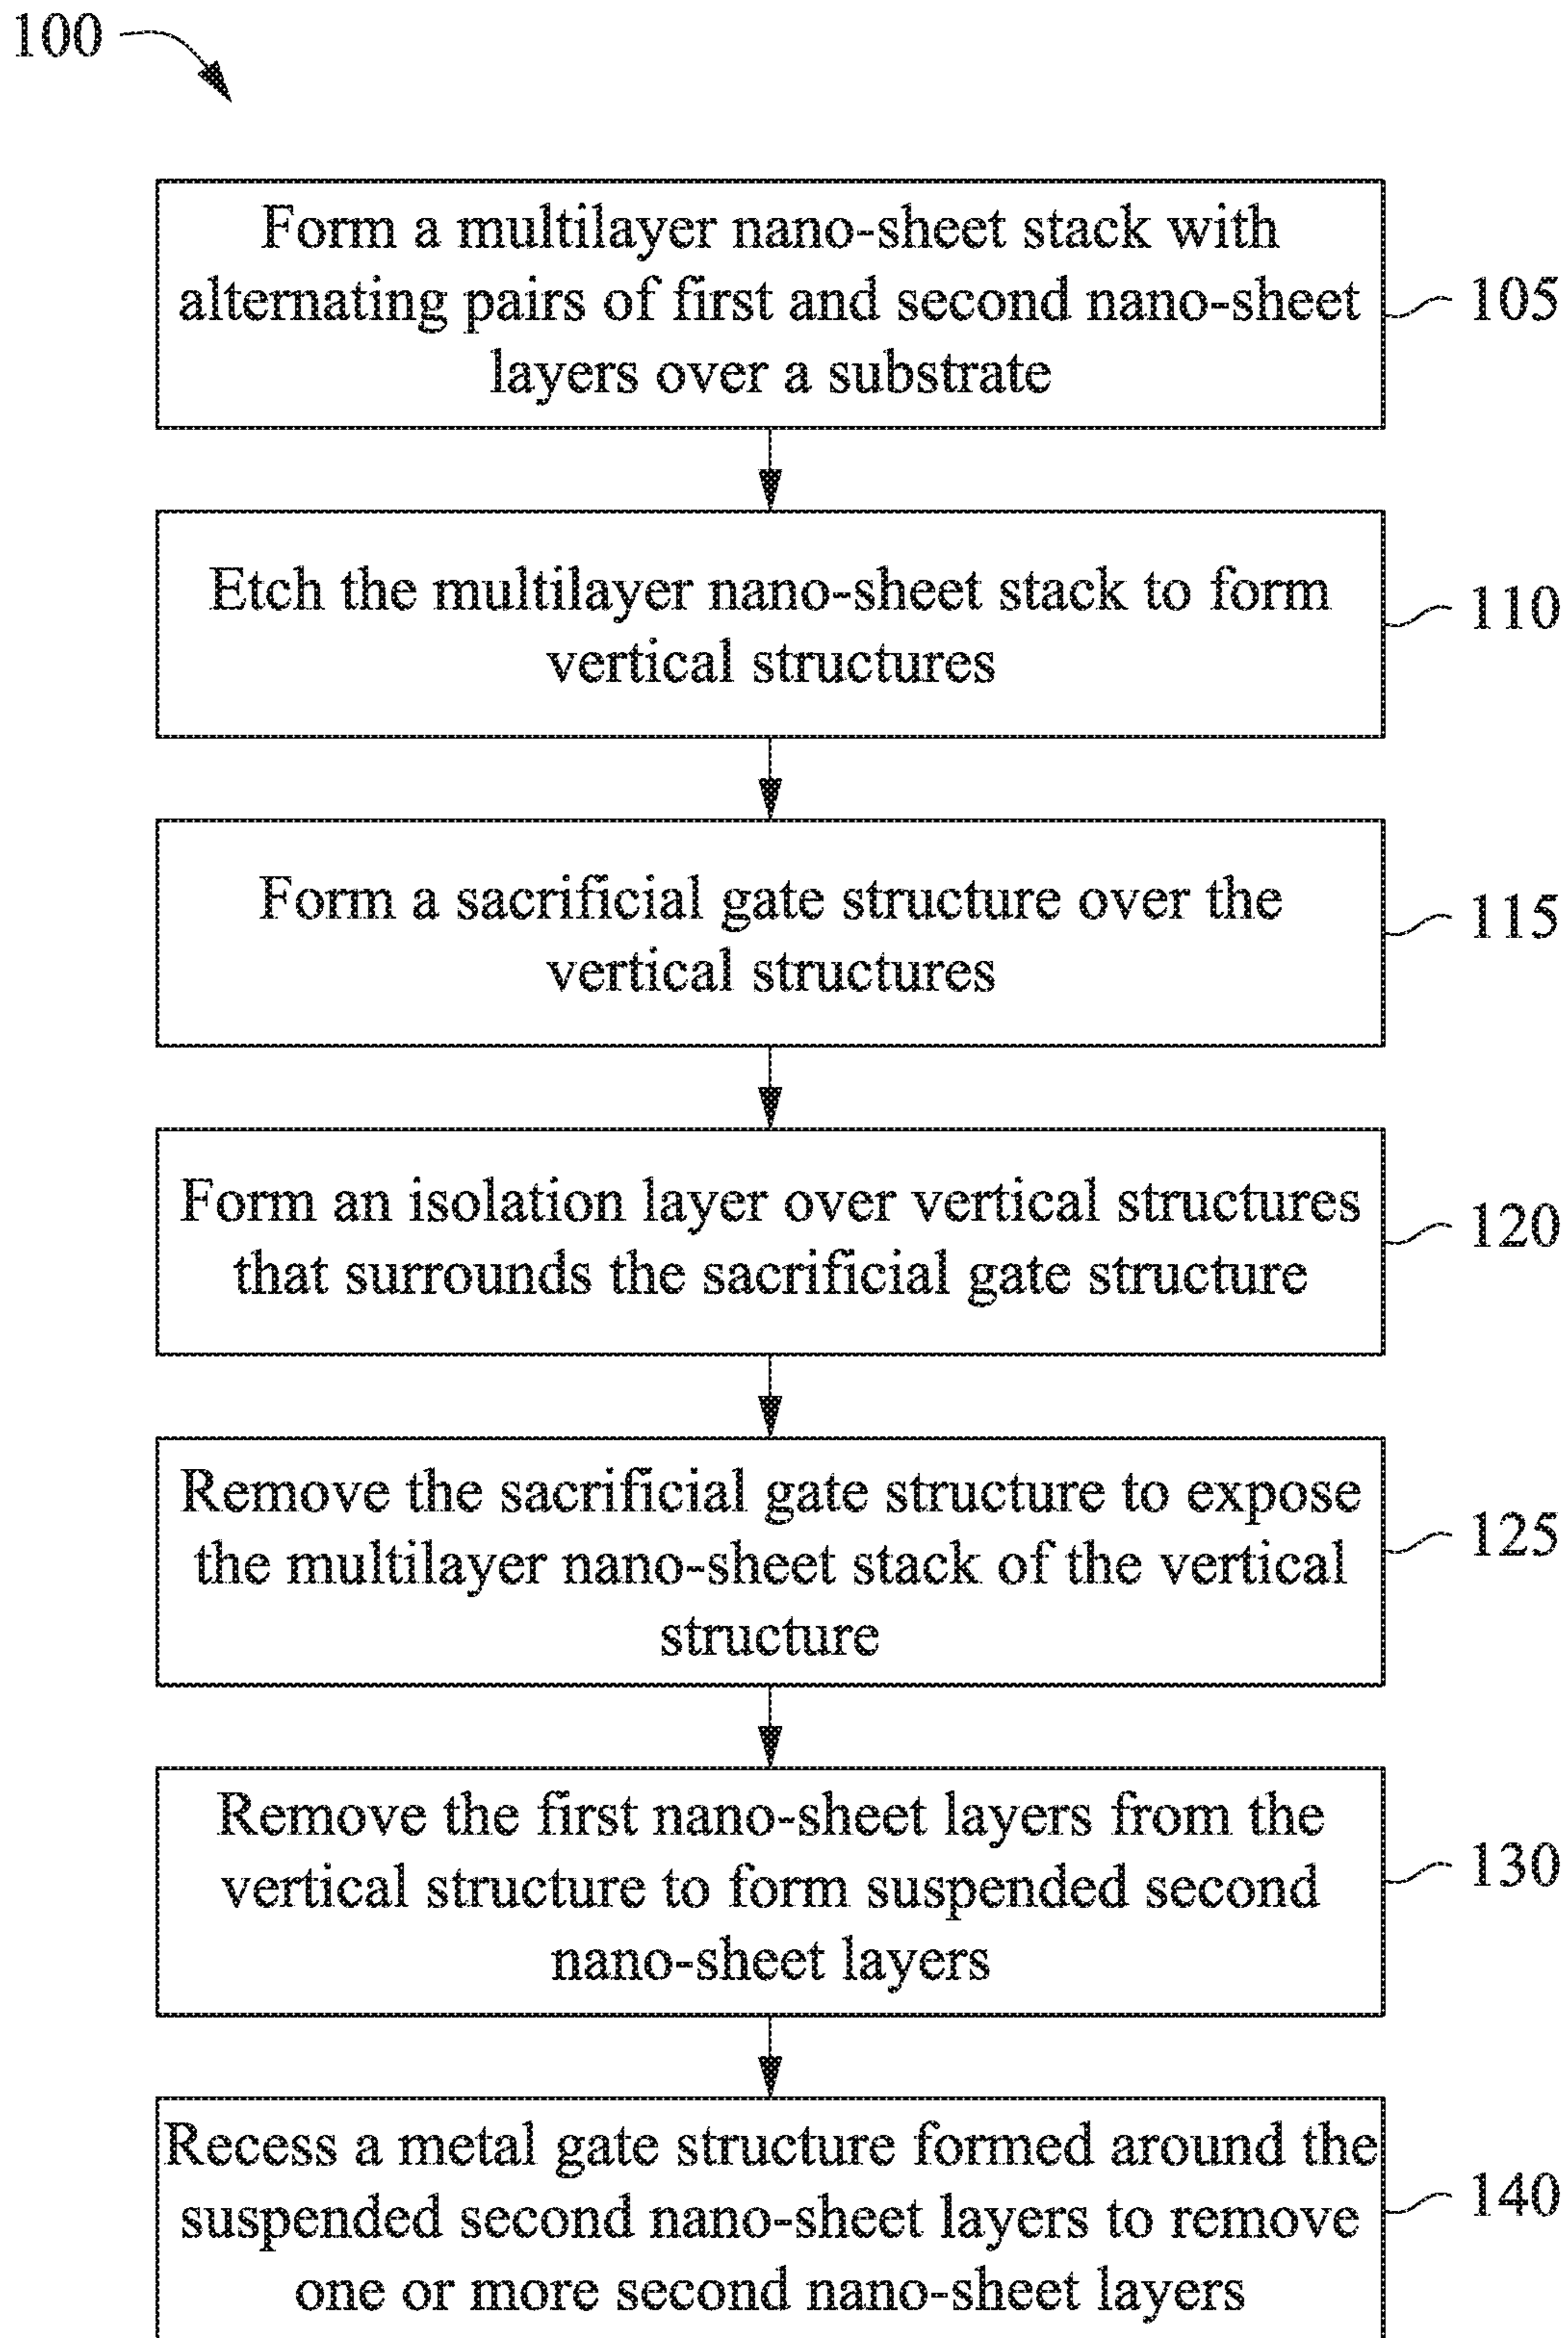 100
Form a multilayer nano-sheet stack with
alternating pairs of first and second nano-sheet
layers over a substrate
105
Etch the multilayer nano-sheet stack to form
vertical structures
110
Form a sacrificial gate structure over the
vertical structures
115
Form an isolation layer over vertical structures
that surrounds the sacrificial gate structure
120
Remove the sacrificial gate structure to expose
the multilayer nano-sheet stack of the vertical
structure
125
Remove the first nano-sheet layers from the
vertical structure to form suspended second
nano-sheet layers
130
Recess a metal gate structure formed around the
suspended second nano-sheet layers to remove
one or more second nano-sheet layers
140